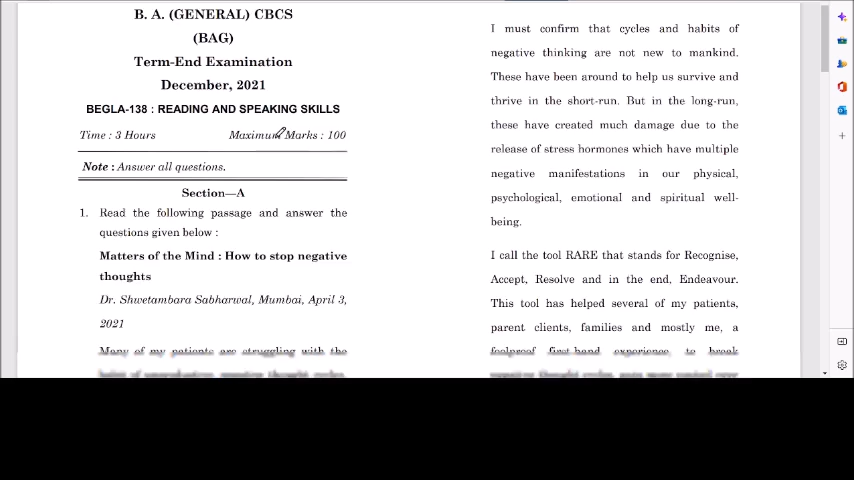 B. A. (GENERAL) CBCS
(BAG)
Term-End Examination
December, 2021
BEGLA-138 : READING AND SPEAKING SKILLS
Time : 3 Hours Maximum Marks : 100
Note : Answer all questions.
Section—A
1. Read the following passage and answer the
questions given below :
Matters of the Mind : How to stop negative
thoughts
Dr. Shwetambara Sabharwal, Mumbai, April 3,
2021
Many of my patients are struggling with the
I must confirm that cycles and habits of
negative thinking are not new to mankind.
These have been around to help us survive and
thrive in the short-run. But in the long-run,
these have created much damage due to the
release of stress hormones which have multiple
negative manifestations in our physical,
psychological, emotional and spiritual well-
being.
I call the tool RARE that stands for Recognise,
Accept, Resolve and in the end, Endeavour.
This tool has helped several of my patients,
parent clients, families and mostly me, a
foolproof first-hand experience to break